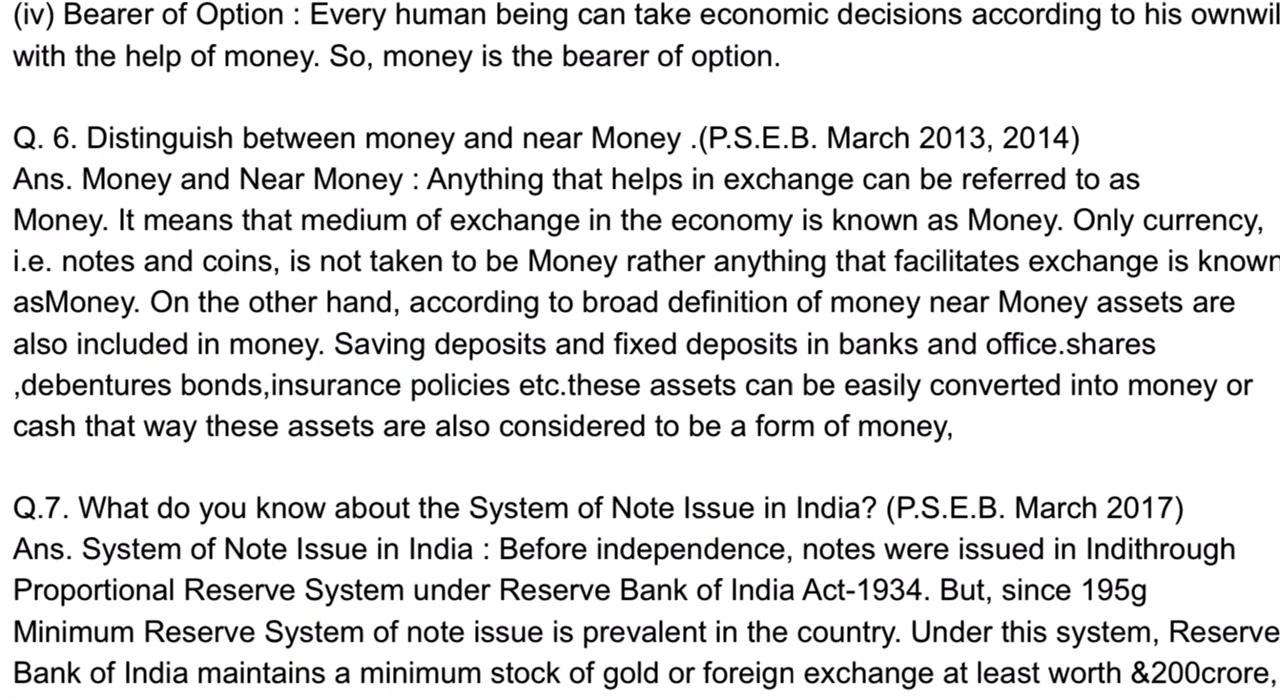 (iv) Bearer of Option : Every human being can take economic decisions according to his ownwil
with the help of money. So, money is the bearer of option.
Q. 6. Distinguish between money and near Money .(P.S.E.B. March 2013, 2014)
Ans. Money and Near Money : Anything that helps in exchange can be referred to as
Money. It means that medium of exchange in the economy is known as Money. Only currency,
i.e. notes and coins, is not taken to be Money rather anything that facilitates exchange is known
asMoney. On the other hand, according to broad definition of money near Money assets are
also included in money. Saving deposits and fixed deposits in banks and office.shares
,debentures bonds,insurance policies etc.these assets can be easily converted into money or
cash that way these assets are also considered to be a form of money,
Q.7. What do you know about the System of Note Issue in India? (P.S.E.B. March 2017)
Ans. System of Note Issue in India : Before independence, notes were issued in Indithrough
Proportional Reserve System under Reserve Bank of India Act-1934. But, since 195g
Minimum Reserve System of note issue is prevalent in the country. Under this system, Reserve
Bank of India maintains a minimum stock of gold or foreign exchange at least worth &200crore,